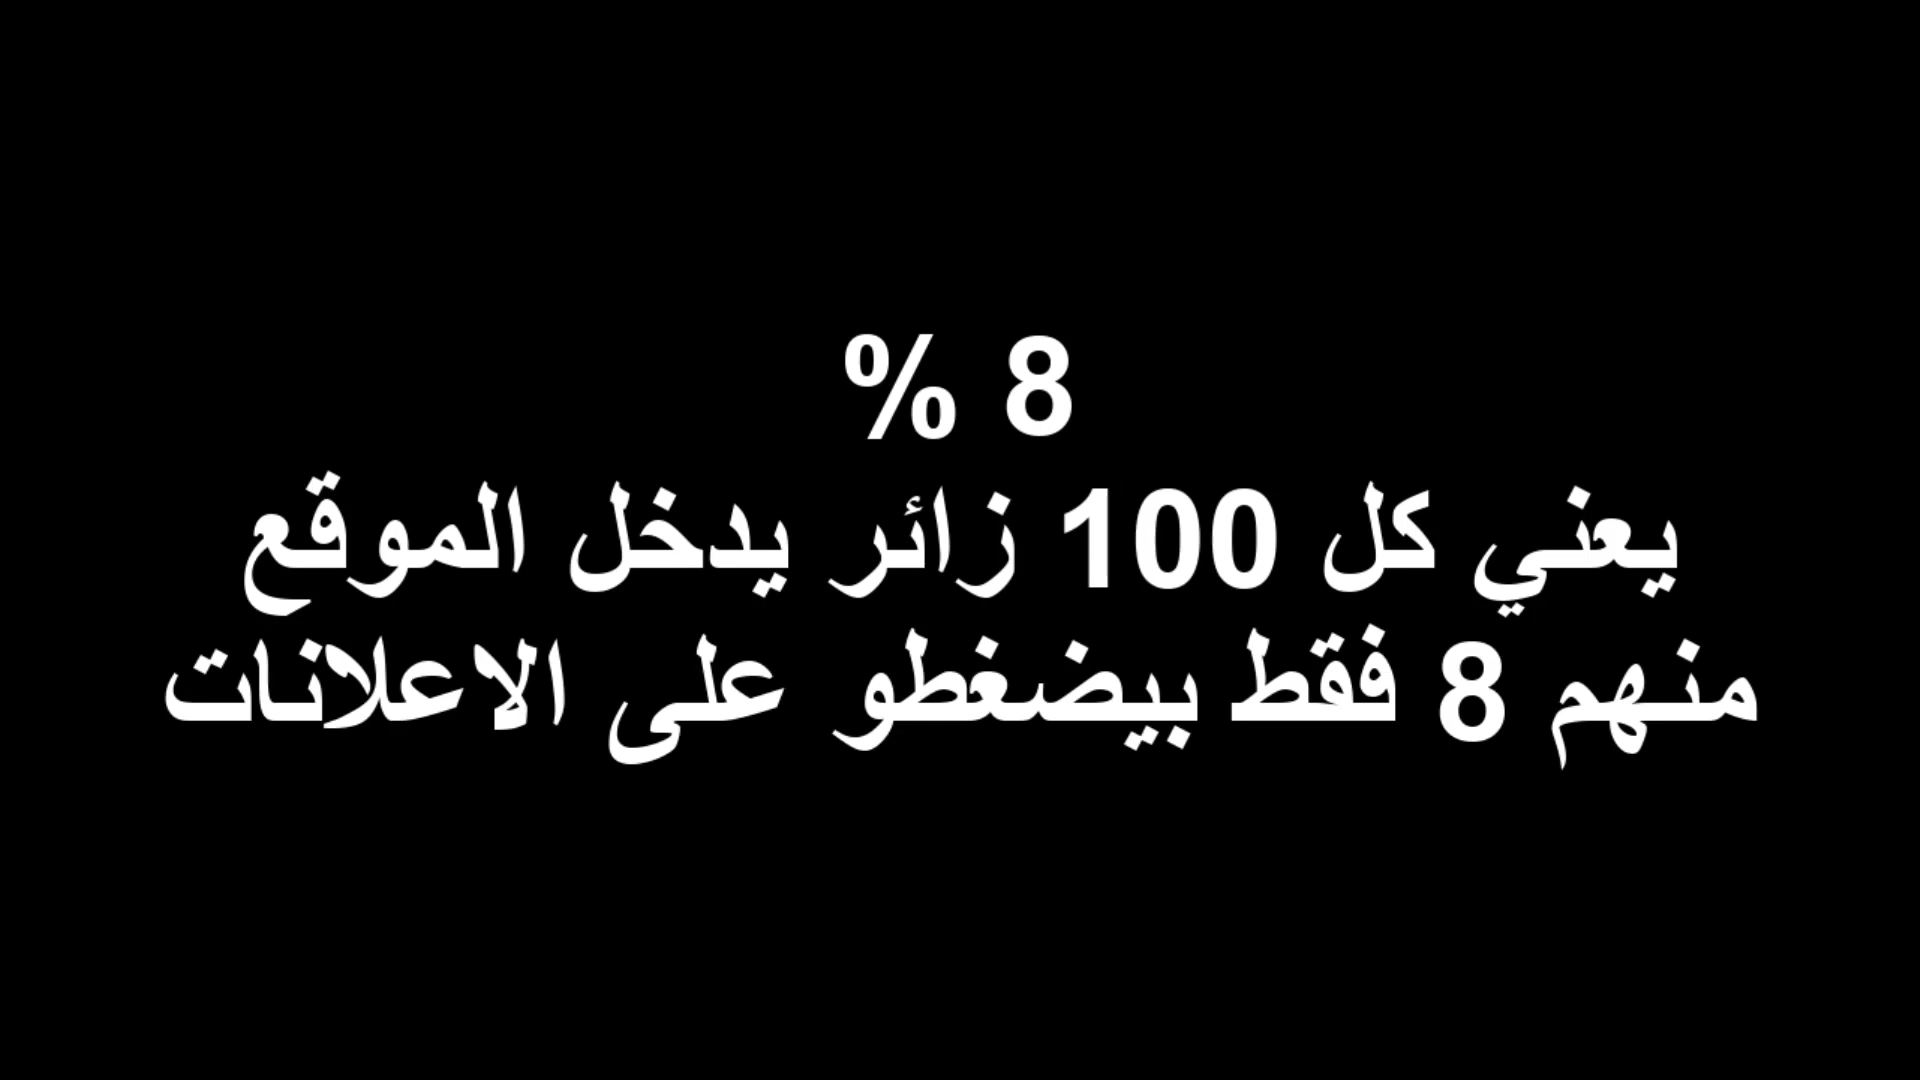 8 %
يعني كل 100 زائر يدخل الموقع
منهم 8 فقط بيضغطو على الاعلانات